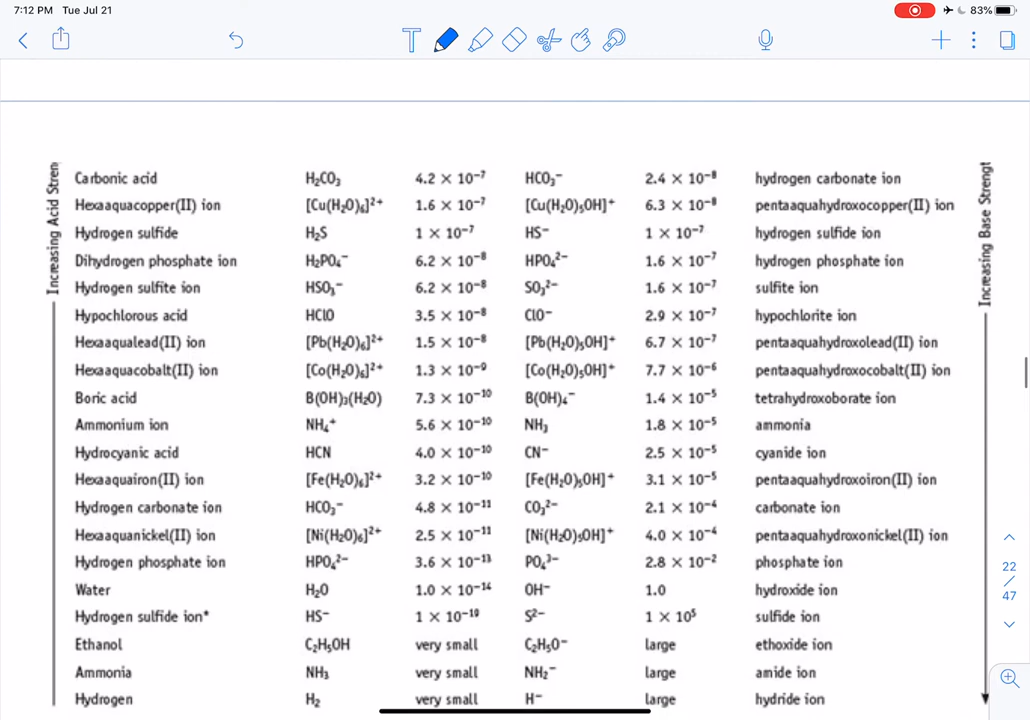 7:12 PM Tue Jul 21
83%
Increasing Acid Stren
Increasing Base Strengt
Carbonic acid H₂CO₃ 4.2 × 10⁻⁷ HCO₃⁻ 2.4 × 10⁻⁸ hydrogen carbonate ion
Hexaaquacopper(II) ion [Cu(H₂O)₆]²⁺ 1.6 × 10⁻⁷ [Cu(H₂O)₅OH]⁺ 6.3 × 10⁻⁸ pentaaquahydroxocopper(II) ion
Hydrogen sulfide H₂S 1 × 10⁻⁷ HS⁻ 1 × 10⁻⁷ hydrogen sulfide ion
Dihydrogen phosphate ion H₂PO₄⁻ 6.2 × 10⁻⁸ HPO₄²⁻ 1.6 × 10⁻⁷ hydrogen phosphate ion
Hydrogen sulfite ion HSO₃⁻ 6.2 × 10⁻⁸ SO₃²⁻ 1.6 × 10⁻⁷ sulfite ion
Hypochlorous acid HClO 3.5 × 10⁻⁸ ClO⁻ 2.9 × 10⁻⁷ hypochlorite ion
Hexaaqualead(II) ion [Pb(H₂O)₆]²⁺ 1.5 × 10⁻⁸ [Pb(H₂O)₅OH]⁺ 6.7 × 10⁻⁷ pentaaquahydroxolead(II) ion
Hexaaquacobalt(II) ion [Co(H₂O)₆]²⁺ 1.3 × 10⁻⁹ [Co(H₂O)₅OH]⁺ 7.7 × 10⁻⁶ pentaaquahydroxocobalt(II) ion
Boric acid B(OH)₃(H₂O) 7.3 × 10⁻¹⁰ B(OH)₄⁻ 1.4 × 10⁻⁵ tetrahydroxoborate ion
Ammonium ion NH₄⁺ 5.6 × 10⁻¹⁰ NH₃ 1.8 × 10⁻⁵ ammonia
Hydrocyanic acid HCN 4.0 × 10⁻¹⁰ CN⁻ 2.5 × 10⁻⁵ cyanide ion
Hexaaquairon(II) ion [Fe(H₂O)₆]²⁺ 3.2 × 10⁻¹⁰ [Fe(H₂O)₅OH]⁺ 3.1 × 10⁻⁵ pentaaquahydroxoiron(II) ion
Hydrogen carbonate ion HCO₃⁻ 4.8 × 10⁻¹¹ CO₃²⁻ 2.1 × 10⁻⁴ carbonate ion
Hexaaquanickel(II) ion [Ni(H₂O)₆]²⁺ 2.5 × 10⁻¹¹ [Ni(H₂O)₅OH]⁺ 4.0 × 10⁻⁴ pentaaquahydroxonickel(II) ion
Hydrogen phosphate ion HPO₄²⁻ 3.6 × 10⁻¹³ PO₄³⁻ 2.8 × 10⁻² phosphate ion
Water H₂O 1.0 × 10⁻¹⁴ OH⁻ 1.0 hydroxide ion
Hydrogen sulfide ion* HS⁻ 1 × 10⁻¹⁹ S²⁻ 1 × 10⁵ sulfide ion
Ethanol C₂H₅OH very small C₂H₅O⁻ large ethoxide ion
Ammonia NH₃ very small NH₂⁻ large amide ion
Hydrogen H₂ very small H⁻ large hydride ion
22
/
47